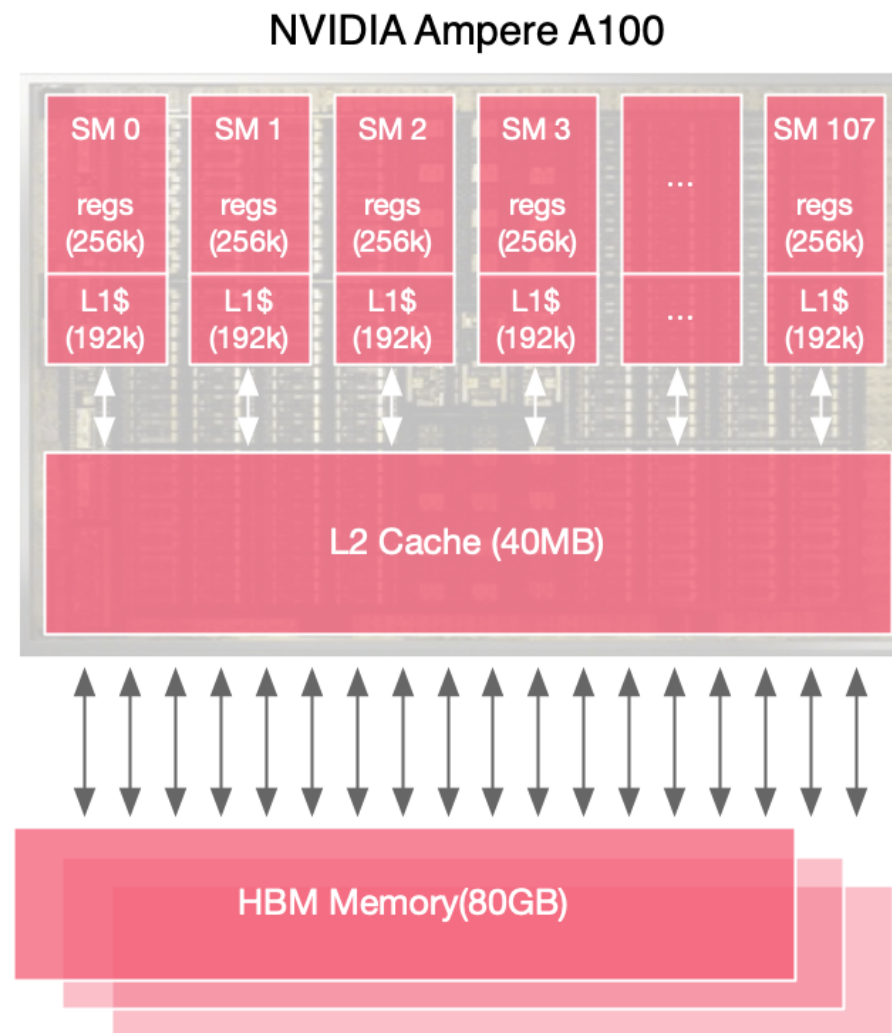 NVIDIA Ampere A100
SM 0
regs
(256k)
L1$
(192k)
SM 1
regs
(256k)
L1$
(192k)
SM 2
regs
(256k)
L1$
(192k)
SM 3
regs
(256k)
L1$
(192k)
...
...
SM 107
regs
(256k)
L1$
(192k)
L2 Cache (40MB)
HBM Memory(80GB)